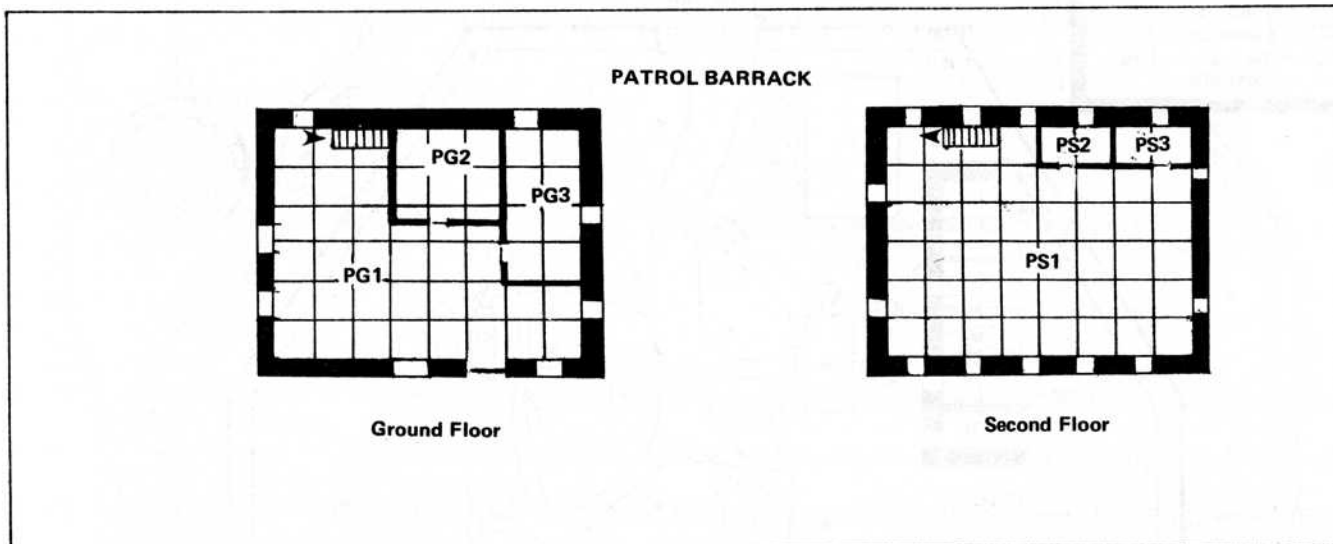 PATROL BARRACK
PG2
PG3
PG1
PS2 PS3
PS1
Ground Floor
Second Floor